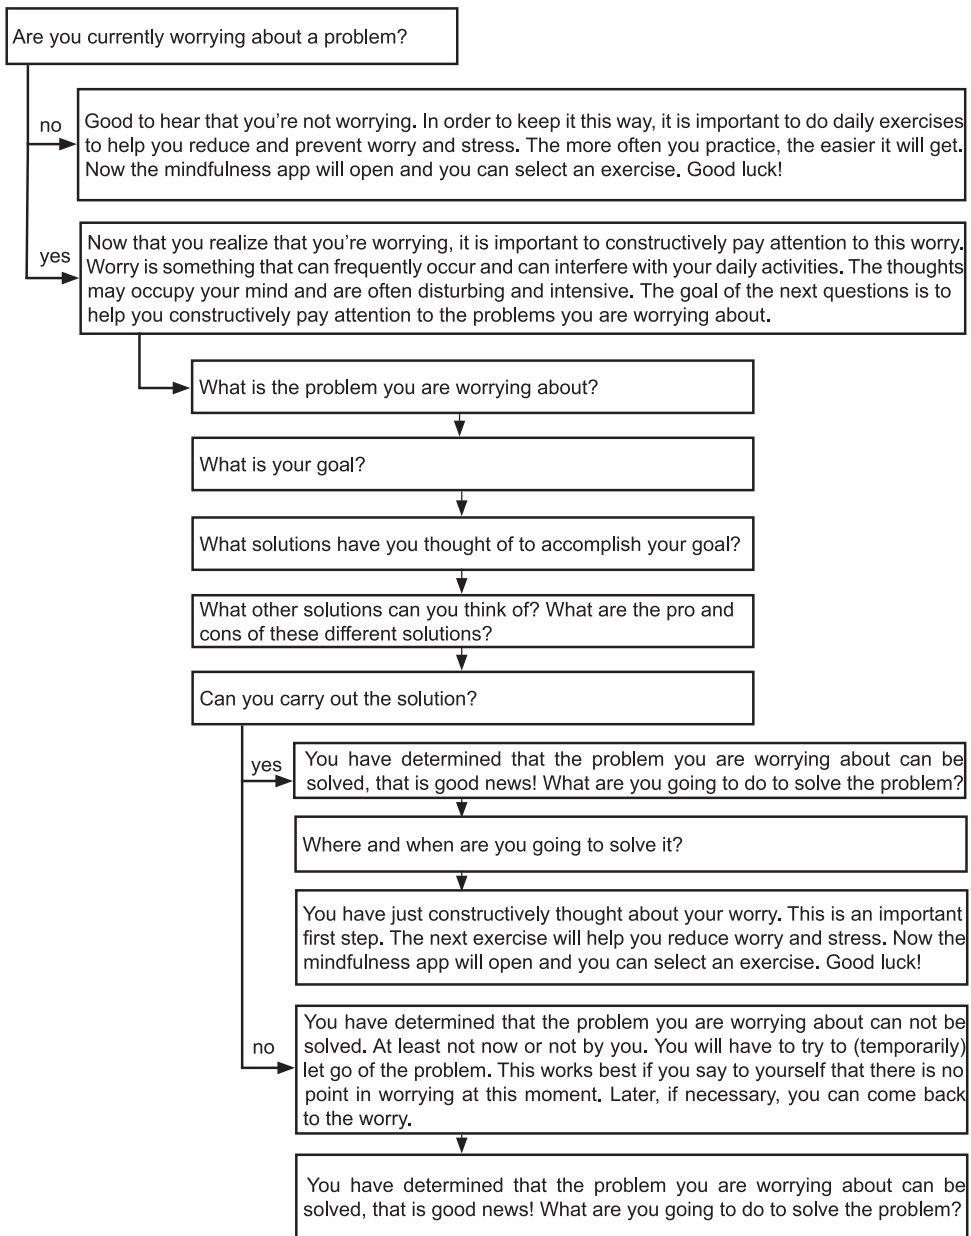 Are you currently worrying about a problem?
no
Good to hear that you're not worrying. In order to keep it this way, it is important to do daily exercises
to help you reduce and prevent worry and stress. The more often you practice, the easier it will get.
Now the mindfulness app will open and you can select an exercise. Good luck!
yes
Now that you realize that you're worrying, it is important to constructively pay attention to this worry.
Worry is something that can frequently occur and can interfere with your daily activities. The thoughts
may occupy your mind and are often disturbing and intensive. The goal of the next questions is to
help you constructively pay attention to the problems you are worrying about.
What is the problem you are worrying about?
What is your goal?
What solutions have you thought of to accomplish your goal?
What other solutions can you think of? What are the pro and
cons of these different solutions?
Can you carry out the solution?
yes
You have determined that the problem you are worrying about can be
solved, that is good news! What are you going to do to solve the problem?
Where and when are you going to solve it?
You have just constructively thought about your worry. This is an important
first step. The next exercise will help you reduce worry and stress. Now the
mindfulness app will open and you can select an exercise. Good luck!
no
You have determined that the problem you are worrying about can not be
solved. At least not now or not by you. You will have to try to (temporarily)
let go of the problem. This works best if you say to yourself that there is no
point in worrying at this moment. Later, if necessary, you can come back
to the worry.
You have determined that the problem you are worrying about can be
solved, that is good news! What are you going to do to solve the problem?